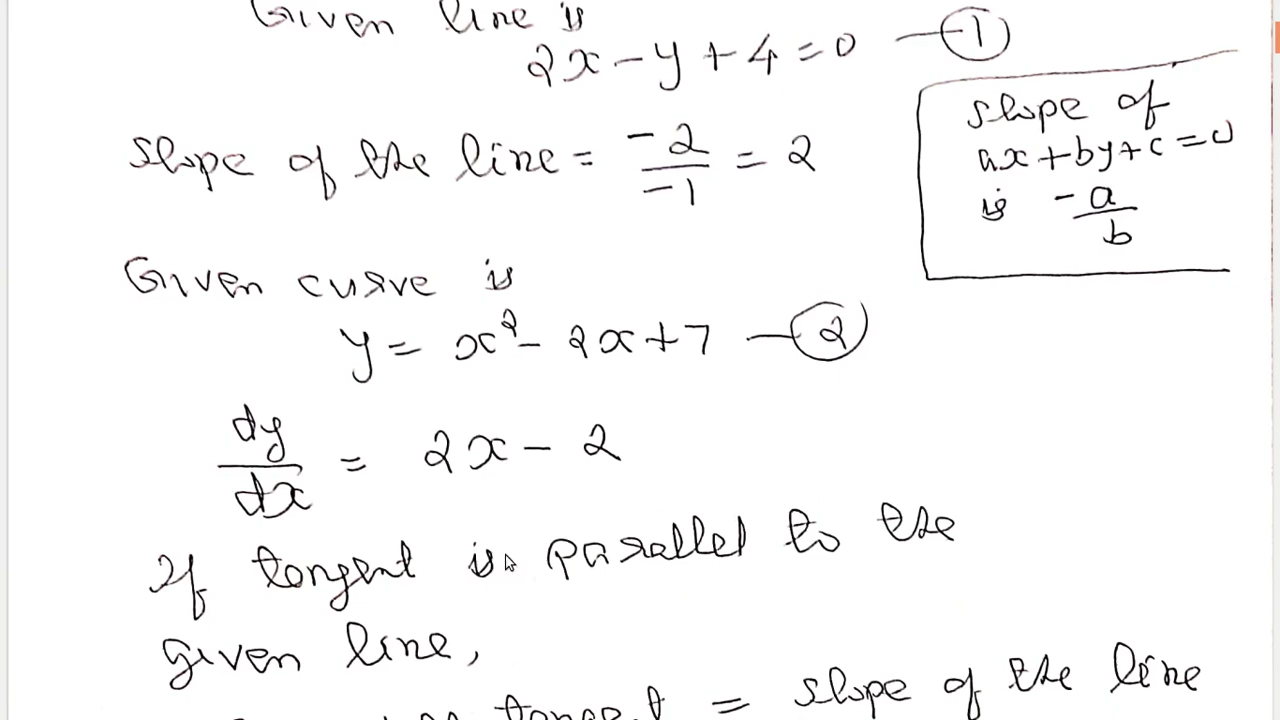 Given line is
2x - y + 4 = 0 — ①
slope of the line = -2/-1 = 2
slope of
ax + by + c = 0
is -a/b
Given curve is
y = x² - 2x + 7 — ②
dy/dx = 2x - 2
If tangent is parallel to the
given line,
tangent = slope of the line